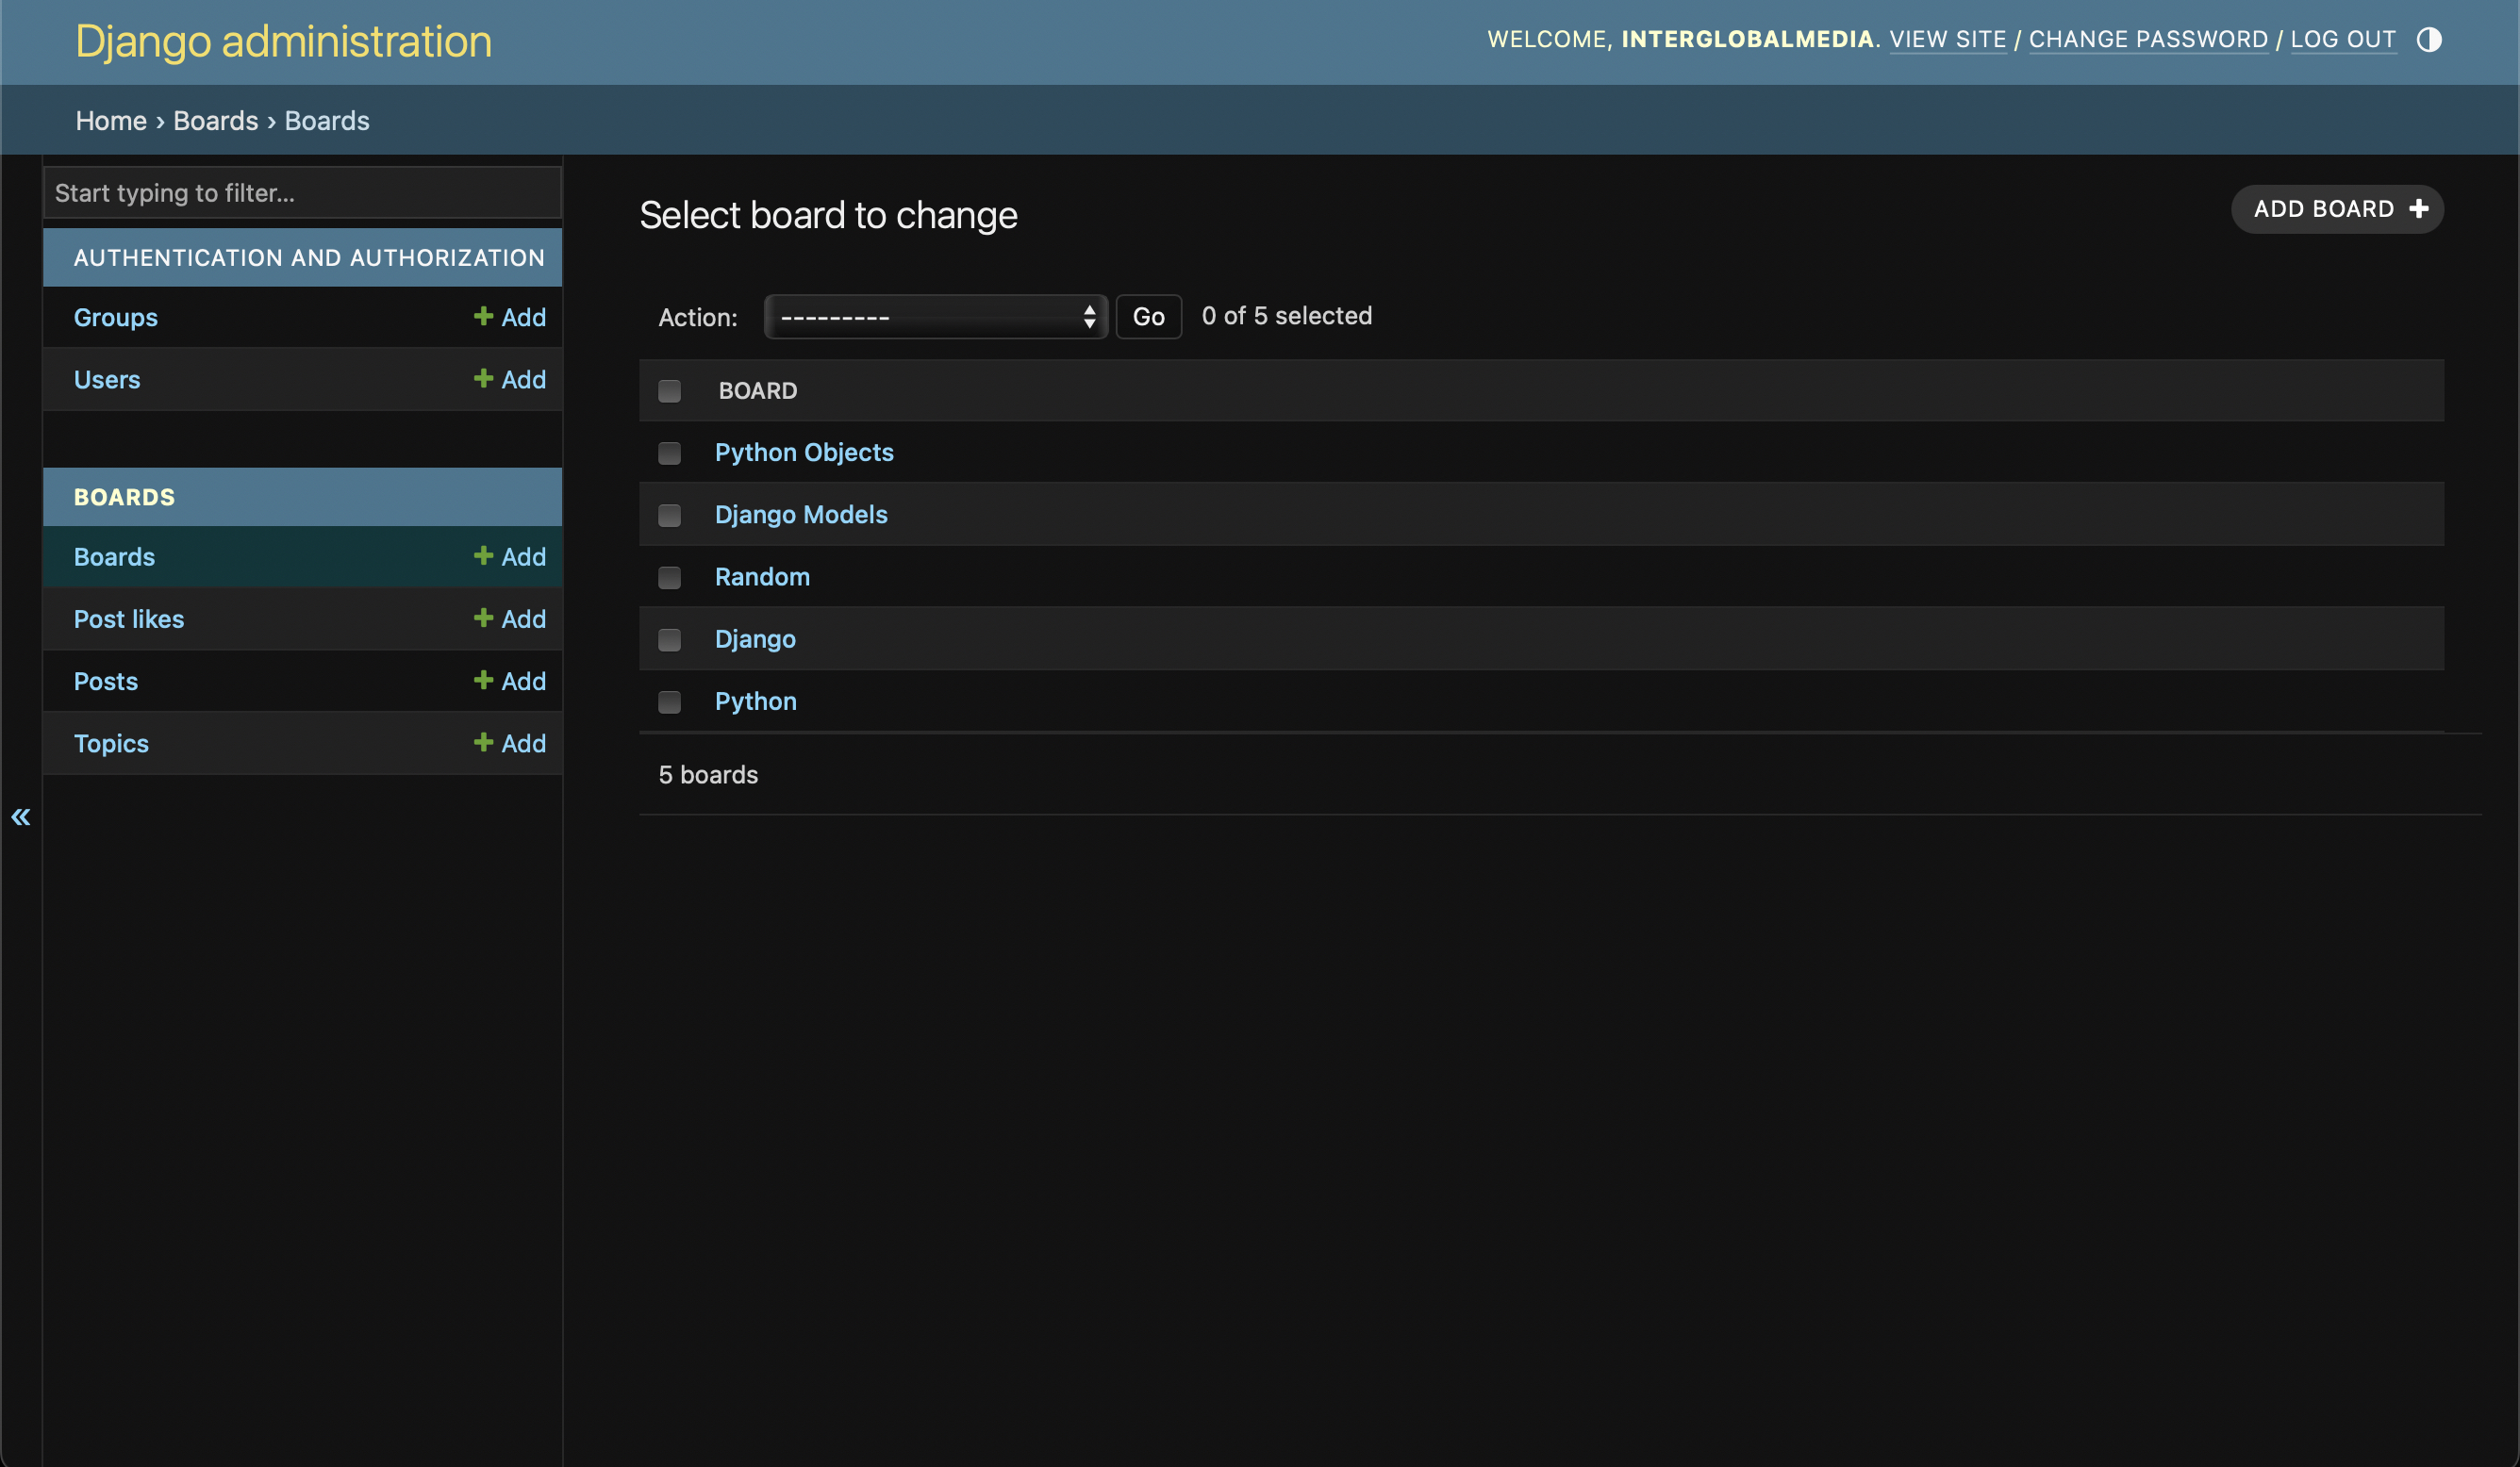 Django administration
WELCOME, INTERGLOBALMEDIA. VIEW SITE / CHANGE PASSWORD / LOG OUT
Home › Boards › Boards
Start typing to filter...
AUTHENTICATION AND AUTHORIZATION
Groups + Add
Users + Add
BOARDS
Boards + Add
Post likes + Add
Posts + Add
Topics + Add
«
Select board to change
ADD BOARD +
Action: --------- Go 0 of 5 selected
BOARD
Python Objects
Django Models
Random
Django
Python
5 boards